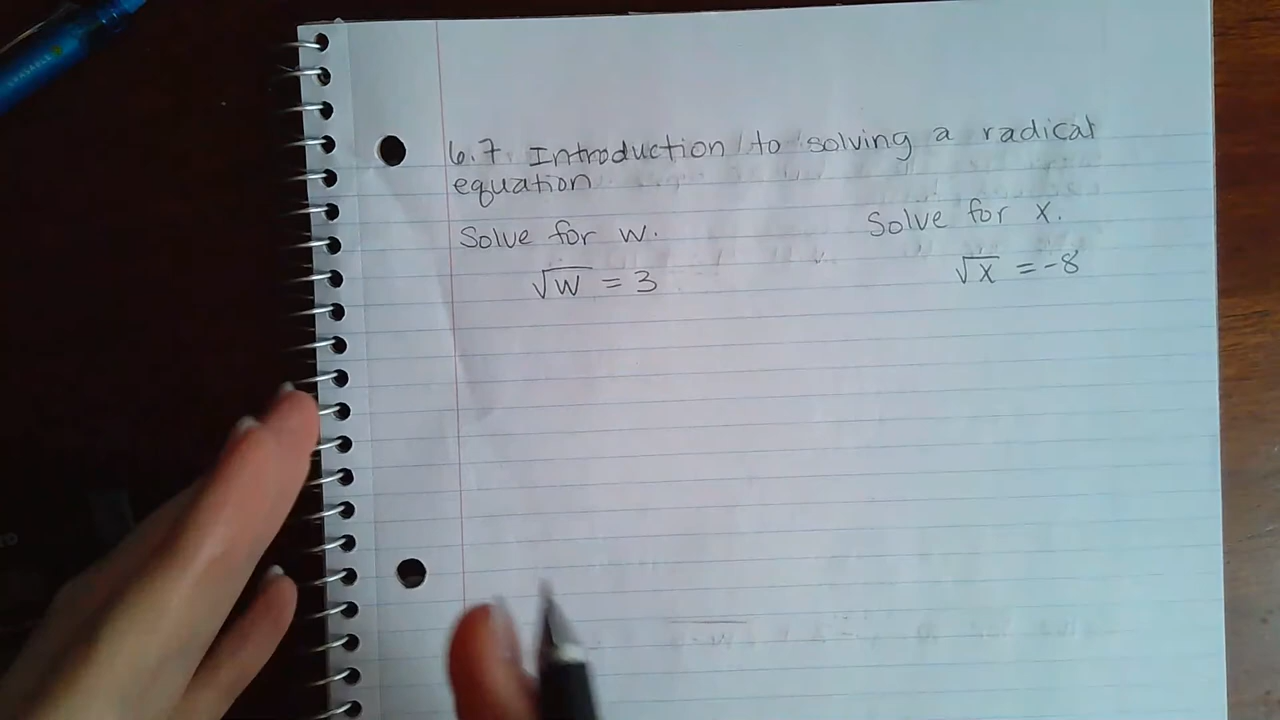 6.7 Introduction to solving a radical
equation
Solve for w.
√w = 3
Solve for x.
√x = -8